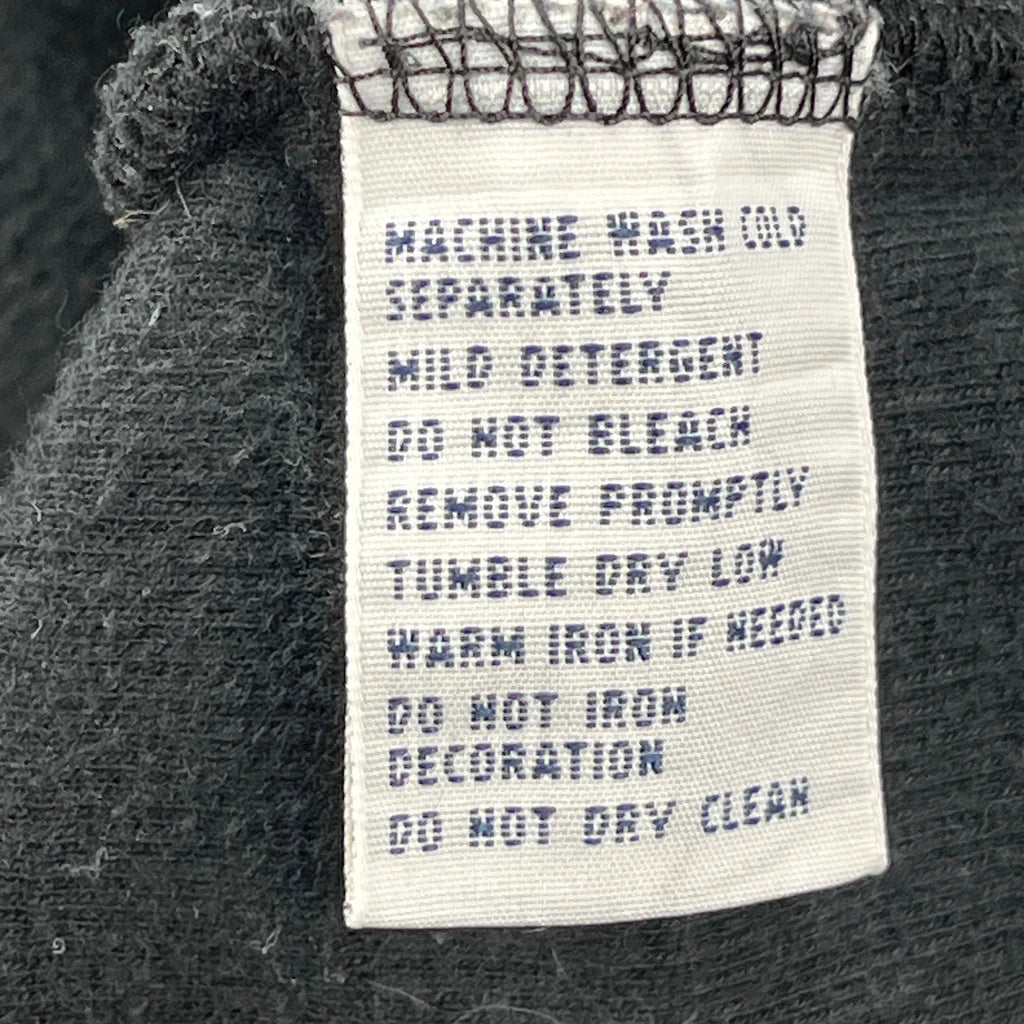 MACHINE WASH COLD
SEPARATELY
MILD DETERGENT
DO NOT BLEACH
REMOVE PROMPTLY
TUMBLE DRY LOW
WARM IRON IF NEEDED
DO NOT IRON
DECORATION
DO NOT DRY CLEAN